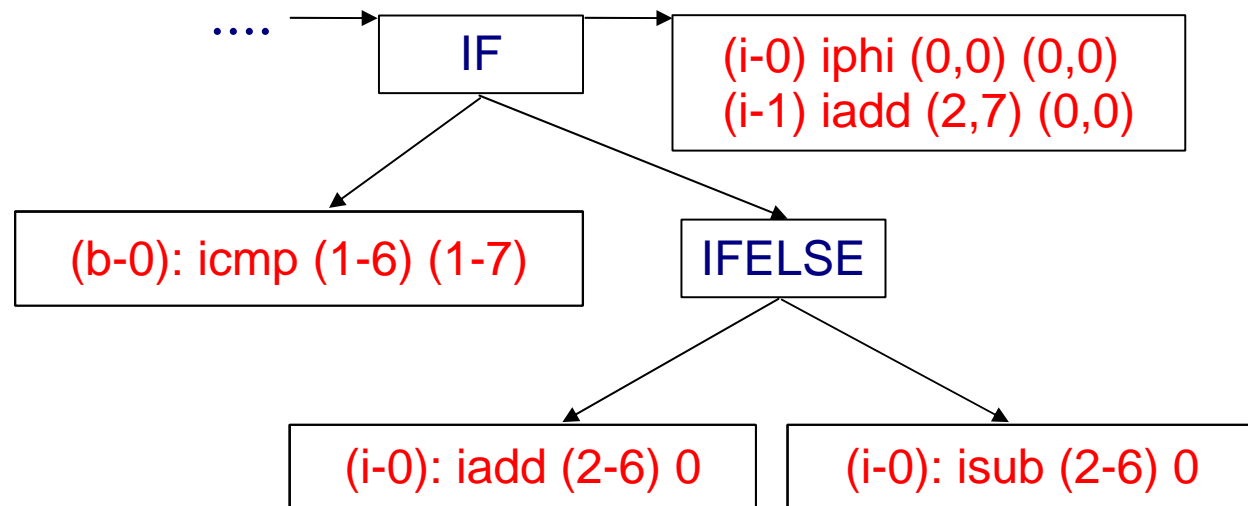 ....
IF
(i-0) iphi (0,0) (0,0)
(i-1) iadd (2,7) (0,0)
(b-0): icmp (1-6) (1-7)
IFELSE
(i-0): iadd (2-6) 0
(i-0): isub (2-6) 0